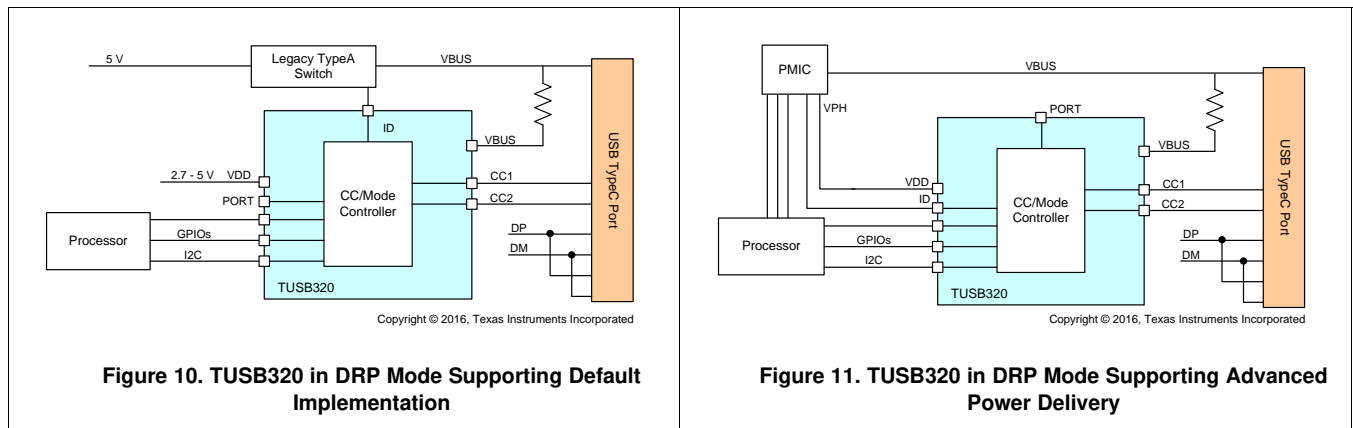 5 V
Legacy TypeA
Switch
VBUS
ID
VBUS
2.7 - 5 V VDD
PORT
CC/Mode
Controller
CC1
CC2
Processor
GPIOs
I2C
DP
DM
TUSB320
USB TypeC Port
Copyright © 2016, Texas Instruments Incorporated
Figure 10. TUSB320 in DRP Mode Supporting Default
Implementation
PMIC
VBUS
VPH
PORT
VBUS
VDD
ID
CC/Mode
Controller
CC1
CC2
Processor
GPIOs
I2C
DP
DM
TUSB320
USB TypeC Port
Copyright © 2016, Texas Instruments Incorporated
Figure 11. TUSB320 in DRP Mode Supporting Advanced
Power Delivery